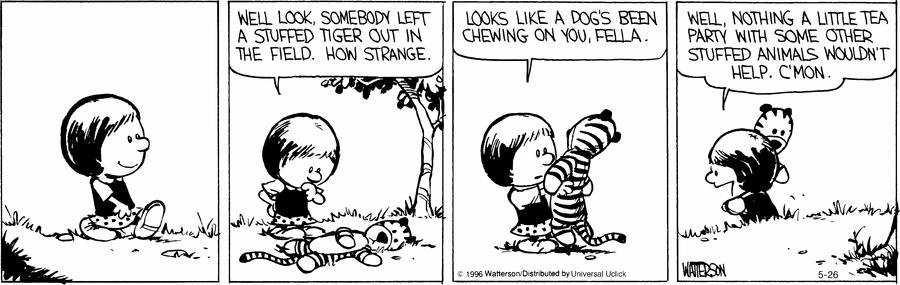 WELL LOOK, SOMEBODY LEFT
A STUFFED TIGER OUT IN
THE FIELD. HOW STRANGE.
LOOKS LIKE A DOG'S BEEN
CHEWING ON YOU, FELLA.
© 1996 Watterson/Distributed by Universal Uclick
WELL, NOTHING A LITTLE TEA
PARTY WITH SOME OTHER
STUFFED ANIMALS WOULDN'T
HELP. C'MON.
WATTERSON
5-26